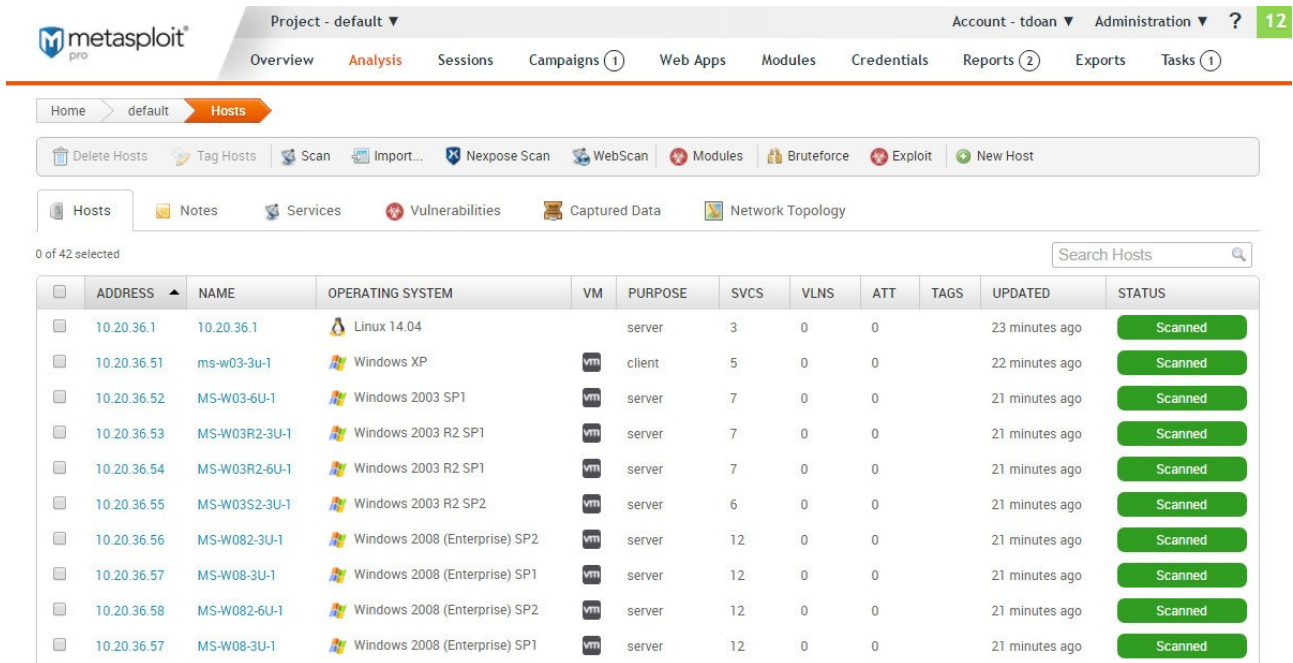 Project - default ▼ Account - tdoan ▼ Administration ▼ ? 12
metasploit®
pro
Overview Analysis Sessions Campaigns 1 Web Apps Modules Credentials Reports 2 Exports Tasks 1
Home default Hosts
Delete Hosts Tag Hosts Scan Import... Nexpose Scan WebScan Modules Bruteforce Exploit New Host
Hosts Notes Services Vulnerabilities Captured Data Network Topology
0 of 42 selected Search Hosts
ADDRESS ▲ NAME OPERATING SYSTEM VM PURPOSE SVCS VLNS ATT TAGS UPDATED STATUS
10.20.36.1 10.20.36.1 Linux 14.04 server 3 0 0 23 minutes ago Scanned
10.20.36.51 ms-w03-3u-1 Windows XP vm client 5 0 0 22 minutes ago Scanned
10.20.36.52 MS-W03-6U-1 Windows 2003 SP1 vm server 7 0 0 21 minutes ago Scanned
10.20.36.53 MS-W03R2-3U-1 Windows 2003 R2 SP1 vm server 7 0 0 21 minutes ago Scanned
10.20.36.54 MS-W03R2-6U-1 Windows 2003 R2 SP1 vm server 7 0 0 21 minutes ago Scanned
10.20.36.55 MS-W03S2-3U-1 Windows 2003 R2 SP2 vm server 6 0 0 21 minutes ago Scanned
10.20.36.56 MS-W082-3U-1 Windows 2008 (Enterprise) SP2 vm server 12 0 0 21 minutes ago Scanned
10.20.36.57 MS-W08-3U-1 Windows 2008 (Enterprise) SP1 vm server 12 0 0 21 minutes ago Scanned
10.20.36.58 MS-W082-6U-1 Windows 2008 (Enterprise) SP2 vm server 12 0 0 21 minutes ago Scanned
10.20.36.57 MS-W08-3U-1 Windows 2008 (Enterprise) SP1 vm server 12 0 0 21 minutes ago Scanned